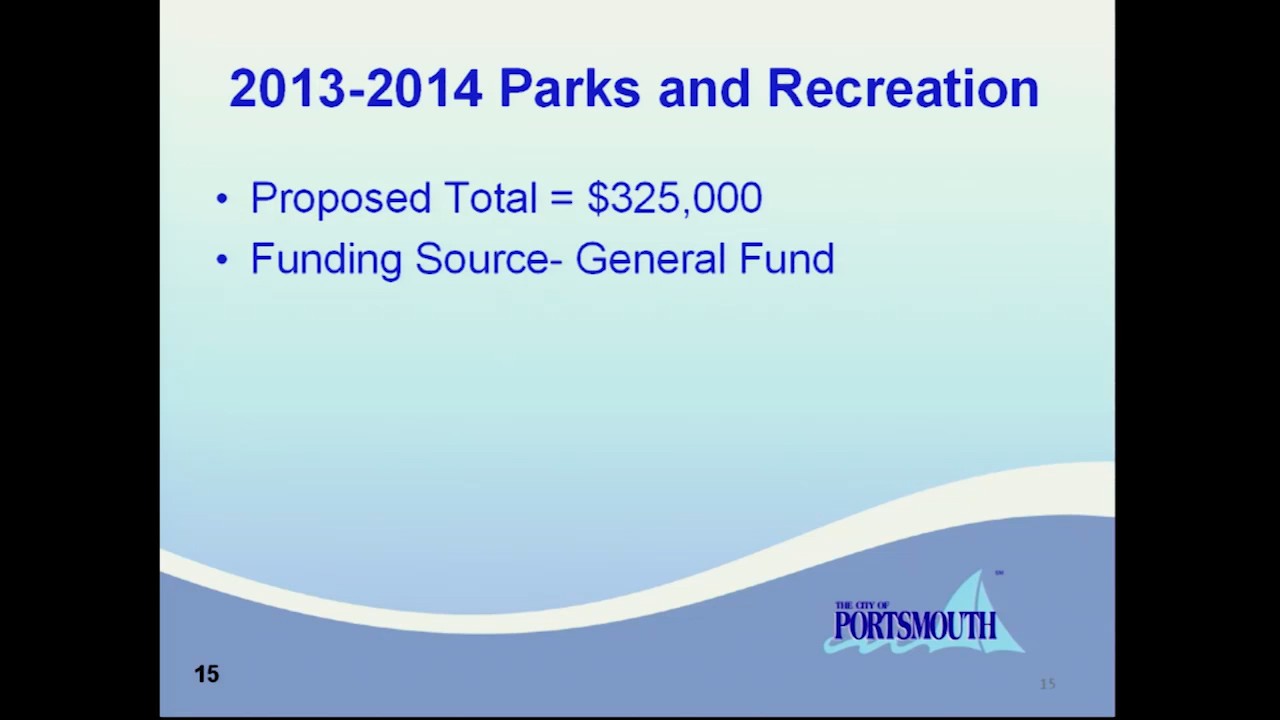 2013-2014 Parks and Recreation
• Proposed Total = $325,000
• Funding Source- General Fund
THE CITY OF
PORTSMOUTH
SM
15
15